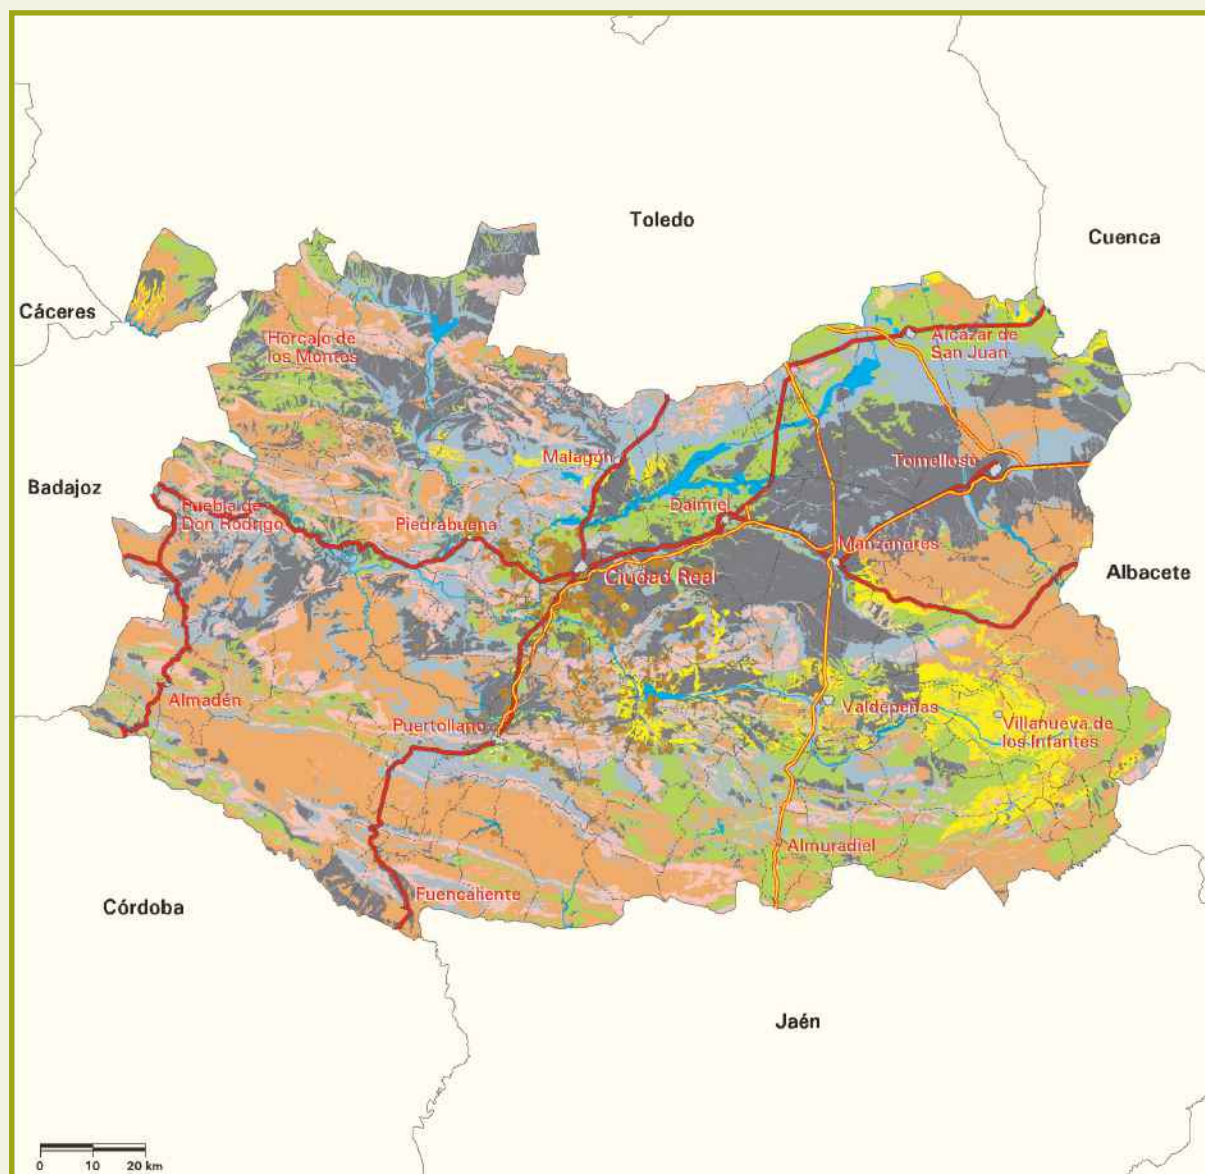 Toledo
Cuenca
Cáceres
Horcajo de
los Montes
Alcázar de
San Juan
Malagón
Tomelloso
Badajoz
Puebla de
Don Rodrigo
Piedrabuena
Daimiel
Manzanares
Ciudad Real
Albacete
Almadén
Puertollano
Valdepeñas
Villanueva de
los Infantes
Almuradiel
Fuencaliente
Córdoba
Jaén
0 10 20 km